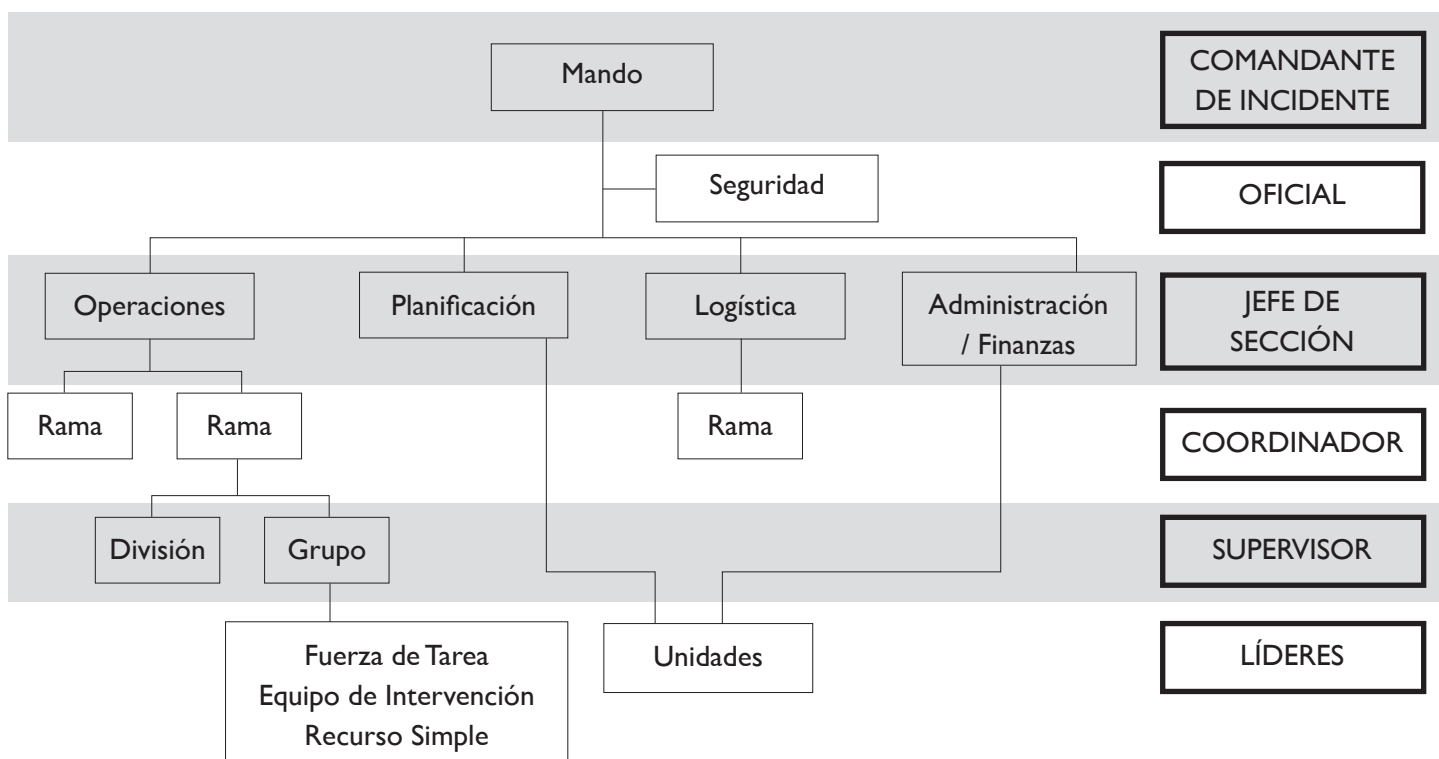 Mando
COMANDANTE
DE INCIDENTE
Seguridad
OFICIAL
Operaciones
Planificación
Logística
Administración
/ Finanzas
JEFE DE
SECCIÓN
Rama
Rama
Rama
COORDINADOR
División
Grupo
SUPERVISOR
Fuerza de Tarea
Equipo de Intervención
Recurso Simple
Unidades
LÍDERES